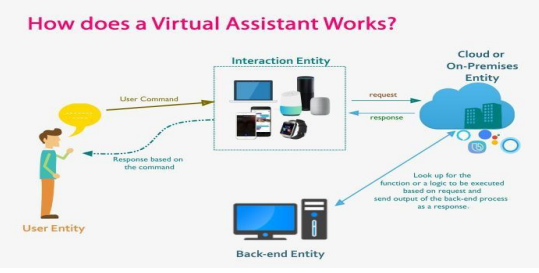 How does a Virtual Assistant Works?
Interaction Entity
Cloud or
On-Premises
Entity
User Command
request
response
Response based on
the command
Look up for the
function or a logic to be executed
based on request and
send output of the back-end process
as a response.
User Entity
Back-end Entity